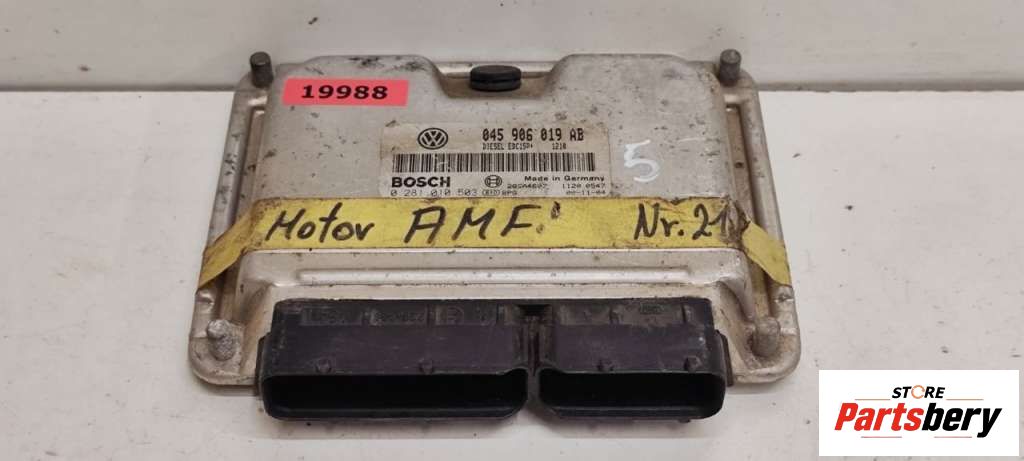 19988
045 906 019 AB
DIESEL EDC15P+ 1210
BOSCH Made in Germany
0 281 010 503
5
Motor AMF Nr.21
STORE
Partsbery